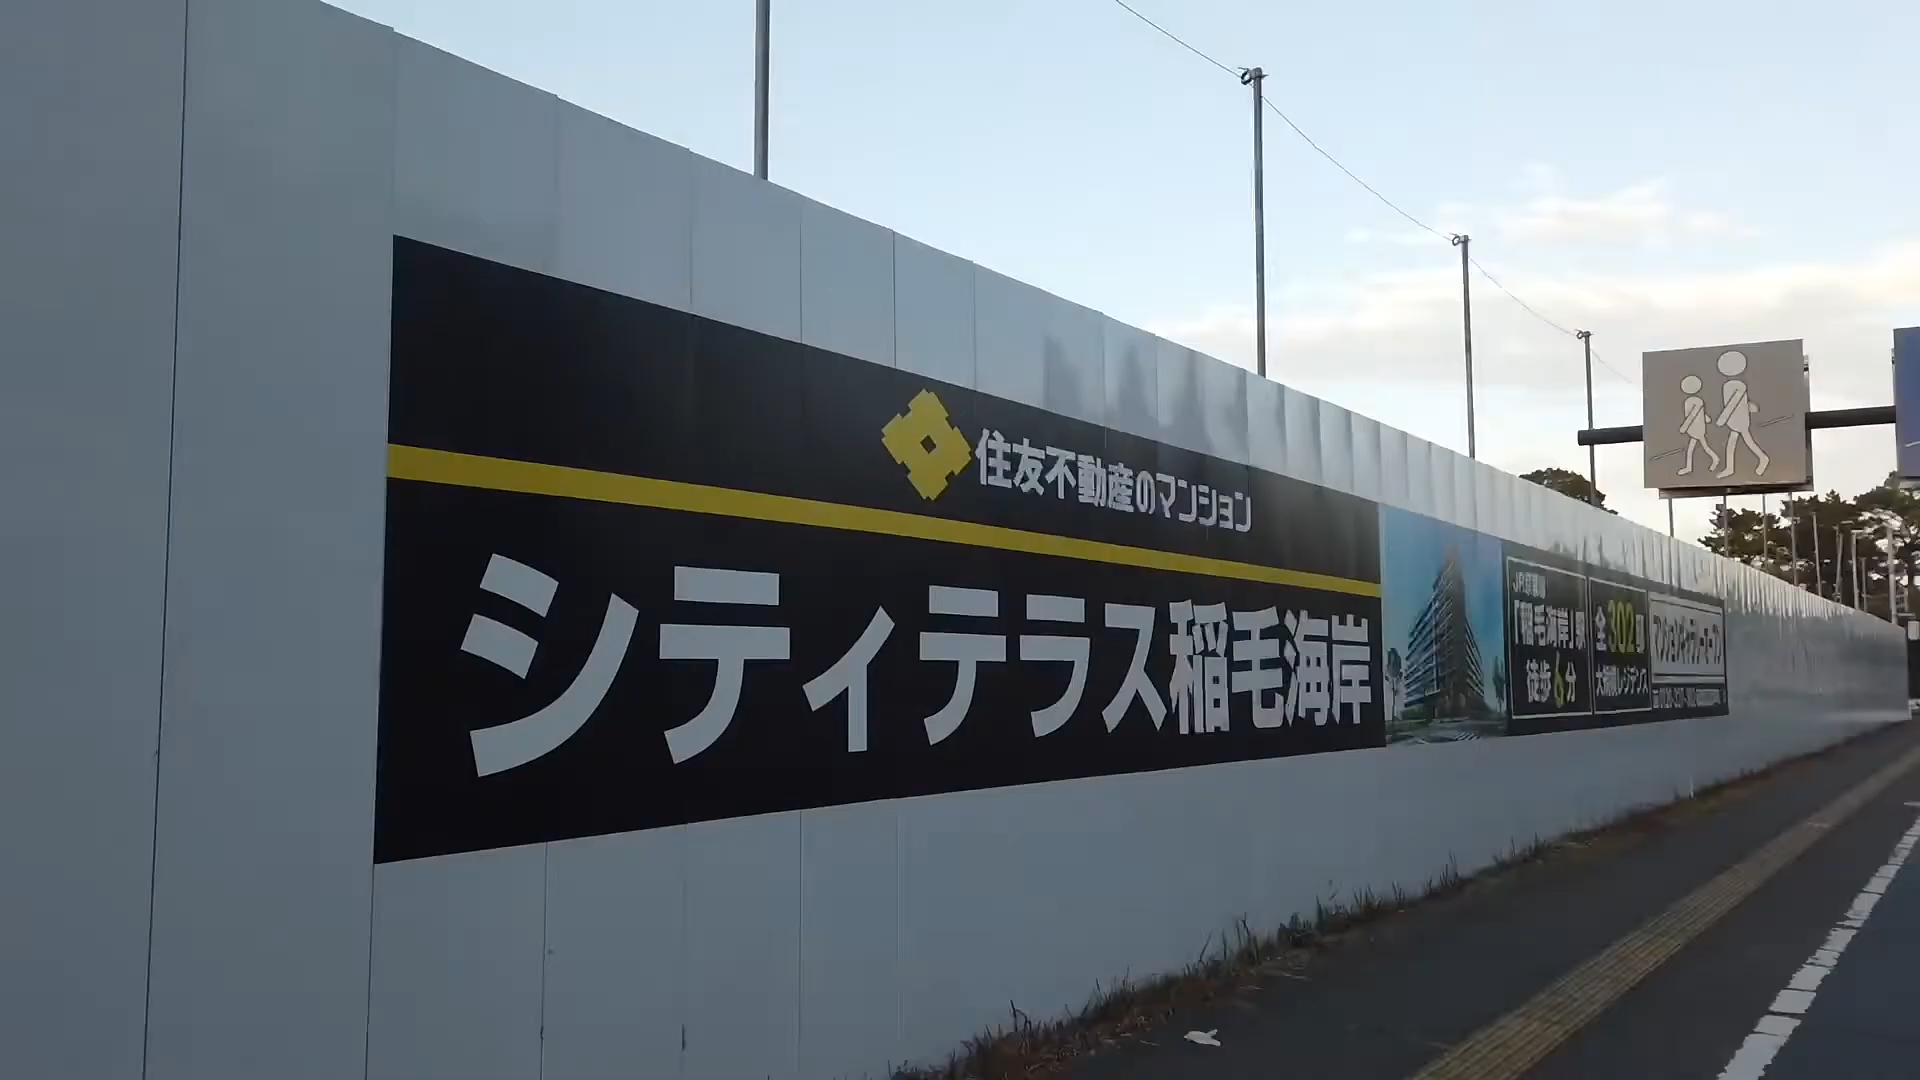 住友不動産のマンション
シティテラス稲毛海岸
JR京葉線
「稲毛海岸」駅
徒歩6分
全302邸
大規模レジデンス